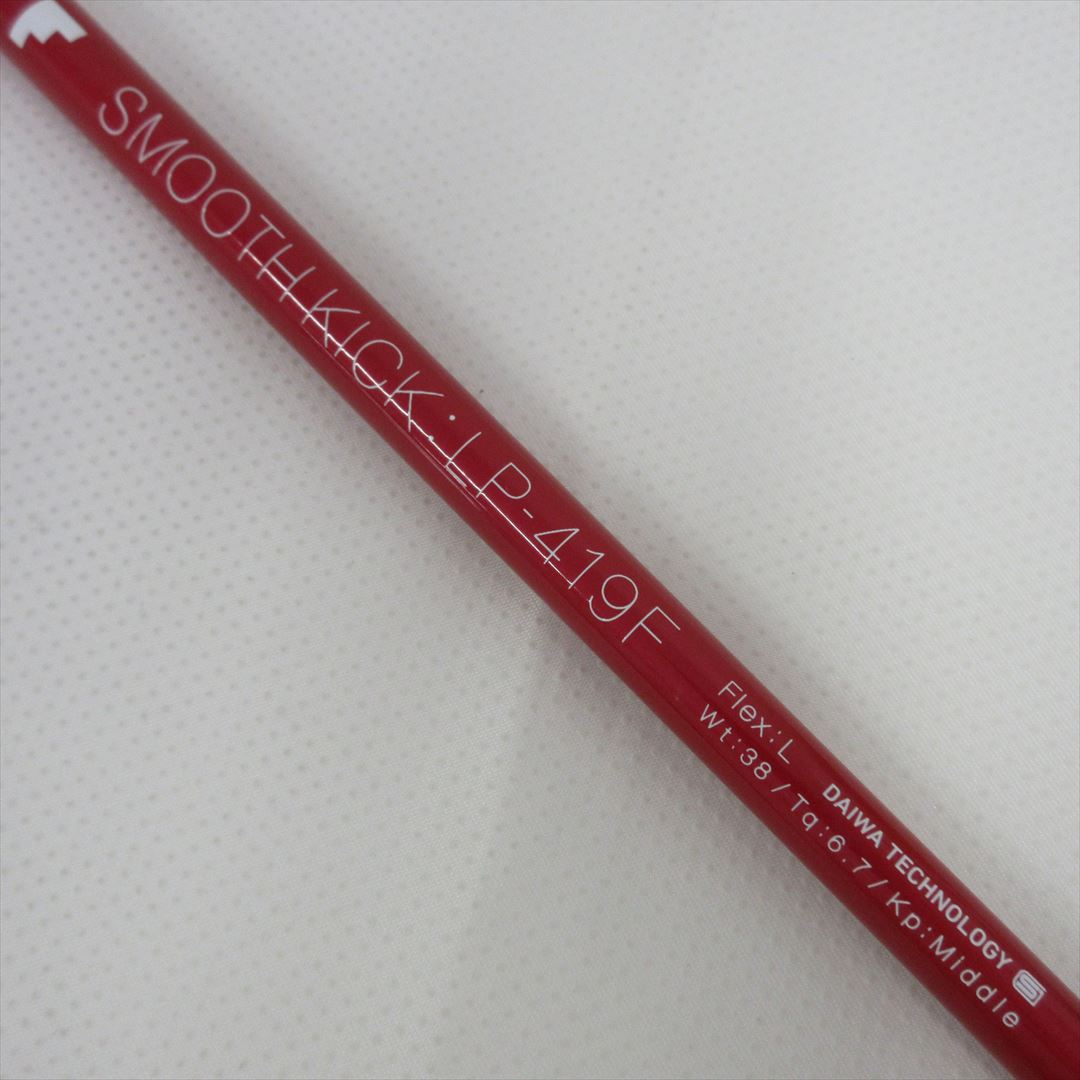 SMOOTH KICK:LP-419F
Flex:L
Wt:38 / Tq:6.7 / Kp:Middle
DAIWA TECHNOLOGY